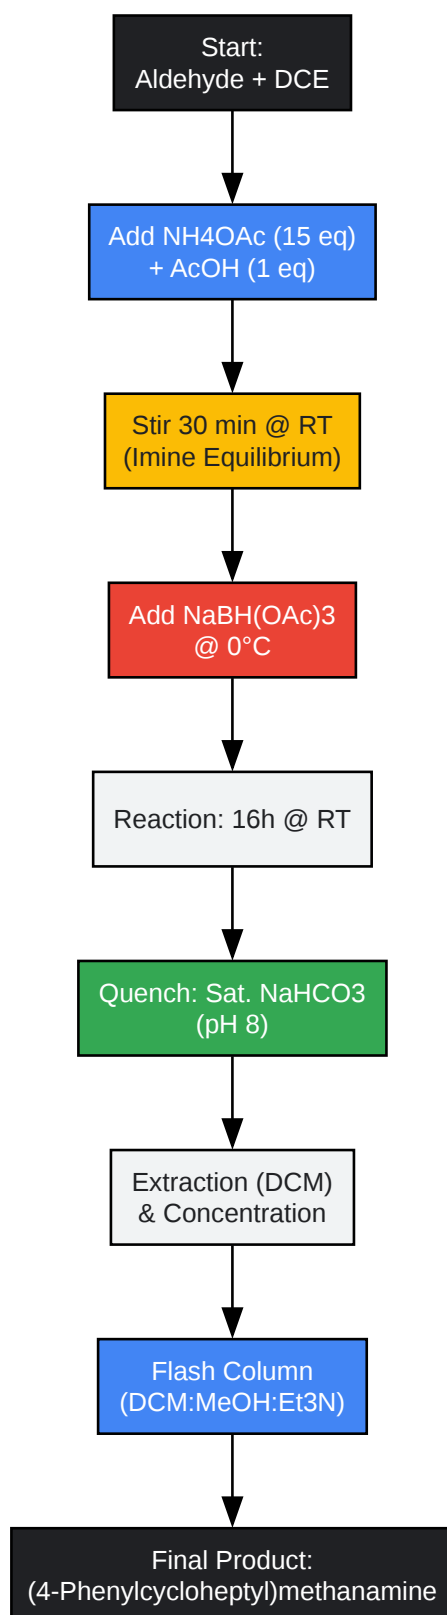 Start:
Aldehyde + DCE
Add NH4OAc (15 eq)
+ AcOH (1 eq)
Stir 30 min @ RT
(Imine Equilibrium)
Add NaBH(OAc)3
@ 0°C
Reaction: 16h @ RT
Quench: Sat. NaHCO3
(pH 8)
Extraction (DCM)
& Concentration
Flash Column
(DCM:MeOH:Et3N)
Final Product:
(4-Phenylcycloheptyl)methanamine